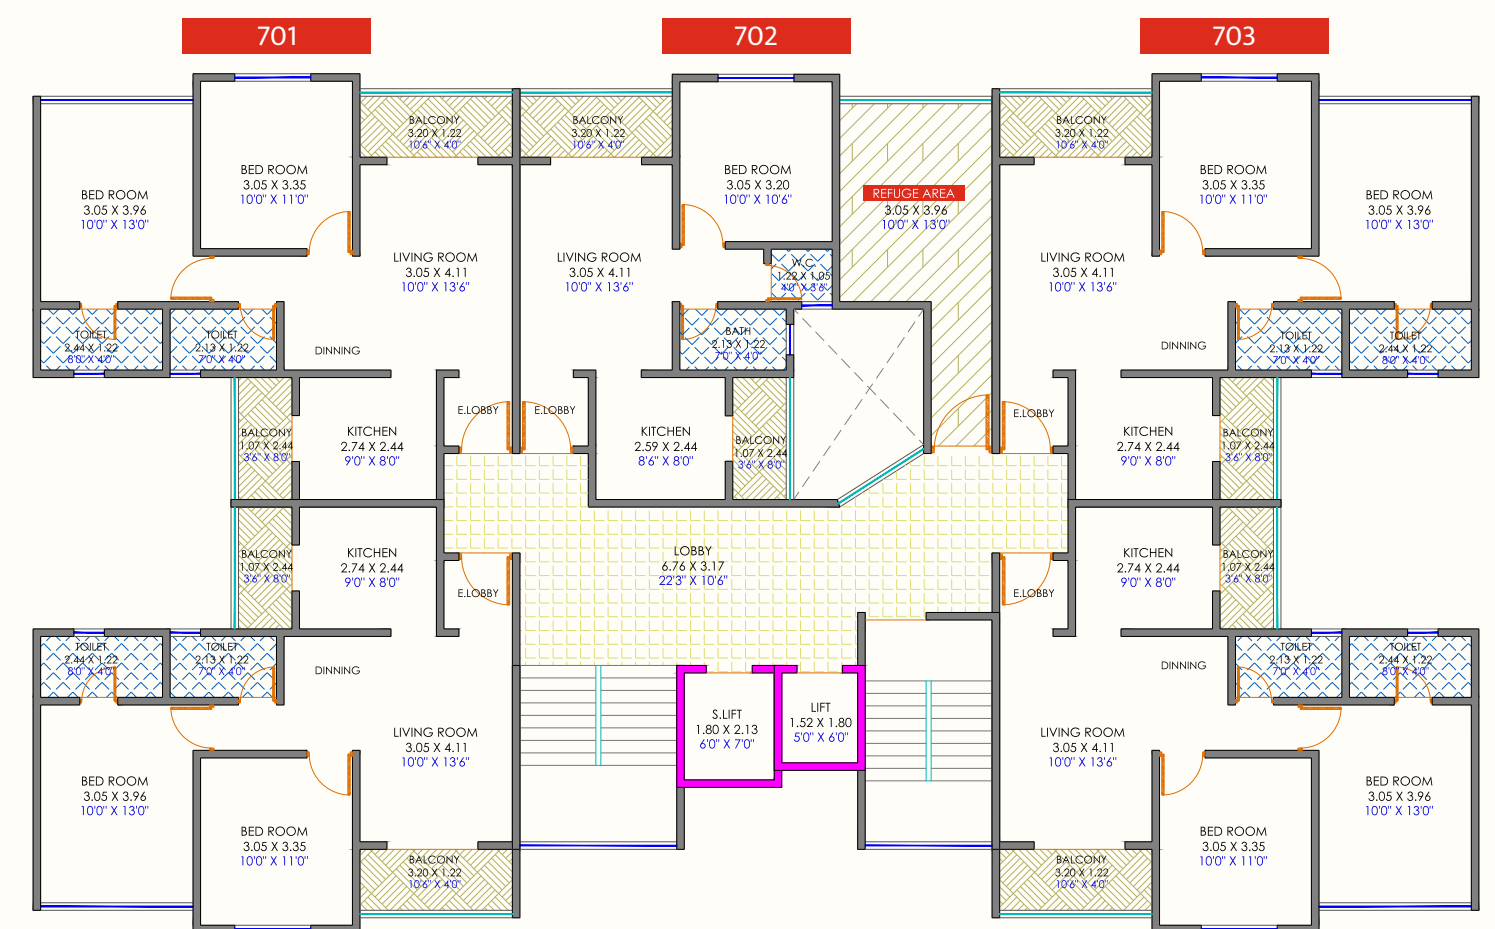 701
702
703
BALCONY
3.20 X 1.22
10'6" X 4'0"
BALCONY
3.20 X 1.22
10'6" X 4'0"
BALCONY
3.20 X 1.22
10'6" X 4'0"
BED ROOM
3.05 X 3.96
10'0" X 13'0"
BED ROOM
3.05 X 3.35
10'0" X 11'0"
BED ROOM
3.05 X 3.20
10'0" X 10'6"
REFUGE AREA
3.05 X 3.96
10'0" X 13'0"
BED ROOM
3.05 X 3.35
10'0" X 11'0"
BED ROOM
3.05 X 3.96
10'0" X 13'0"
LIVING ROOM
3.05 X 4.11
10'0" X 13'6"
LIVING ROOM
3.05 X 4.11
10'0" X 13'6"
W.C.
1.22 X 1.05
4'0" X 3'6"
LIVING ROOM
3.05 X 4.11
10'0" X 13'6"
TOILET
2.44 X 1.22
8'0" X 4'0"
TOILET
2.13 X 1.22
7'0" X 4'0"
DINNING
BATH
2.13 X 1.22
7'0" X 4'0"
DINNING
TOILET
2.13 X 1.22
7'0" X 4'0"
TOILET
2.44 X 1.22
8'0" X 4'0"
BALCONY
1.07 X 2.44
3'6" X 8'0"
KITCHEN
2.74 X 2.44
9'0" X 8'0"
E.LOBBY
E.LOBBY
KITCHEN
2.59 X 2.44
8'6" X 8'0"
BALCONY
1.07 X 2.44
3'6" X 8'0"
E.LOBBY
KITCHEN
2.74 X 2.44
9'0" X 8'0"
BALCONY
1.07 X 2.44
3'6" X 8'0"
BALCONY
1.07 X 2.44
3'6" X 8'0"
KITCHEN
2.74 X 2.44
9'0" X 8'0"
E.LOBBY
LOBBY
6.76 X 3.17
22'3" X 10'6"
E.LOBBY
KITCHEN
2.74 X 2.44
9'0" X 8'0"
BALCONY
1.07 X 2.44
3'6" X 8'0"
TOILET
2.44 X 1.22
8'0" X 4'0"
TOILET
2.13 X 1.22
7'0" X 4'0"
DINNING
DINNING
TOILET
2.13 X 1.22
7'0" X 4'0"
TOILET
2.44 X 1.22
8'0" X 4'0"
LIVING ROOM
3.05 X 4.11
10'0" X 13'6"
S.LIFT
1.80 X 2.13
6'0" X 7'0"
LIFT
1.52 X 1.80
5'0" X 6'0"
LIVING ROOM
3.05 X 4.11
10'0" X 13'6"
BED ROOM
3.05 X 3.96
10'0" X 13'0"
BED ROOM
3.05 X 3.35
10'0" X 11'0"
BALCONY
3.20 X 1.22
10'6" X 4'0"
BALCONY
3.20 X 1.22
10'6" X 4'0"
BED ROOM
3.05 X 3.35
10'0" X 11'0"
BED ROOM
3.05 X 3.96
10'0" X 13'0"